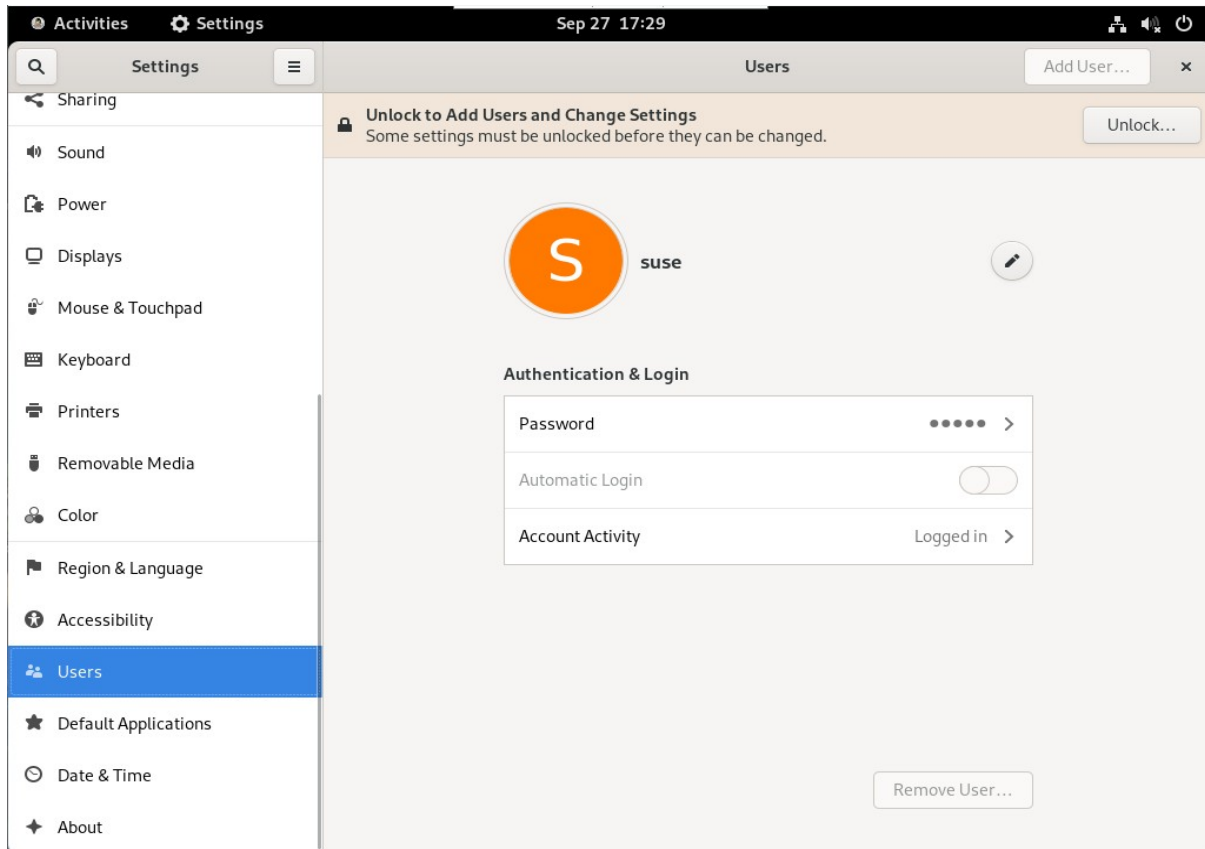 Activities Settings Sep 27 17:29
Settings
Users Add User...
Sharing
Sound
Power
Displays
Mouse & Touchpad
Keyboard
Printers
Removable Media
Color
Region & Language
Accessibility
Users
Default Applications
Date & Time
About
Unlock to Add Users and Change Settings
Some settings must be unlocked before they can be changed.
Unlock...
S
suse
Authentication & Login
Password
Automatic Login
Account Activity Logged in
Remove User...